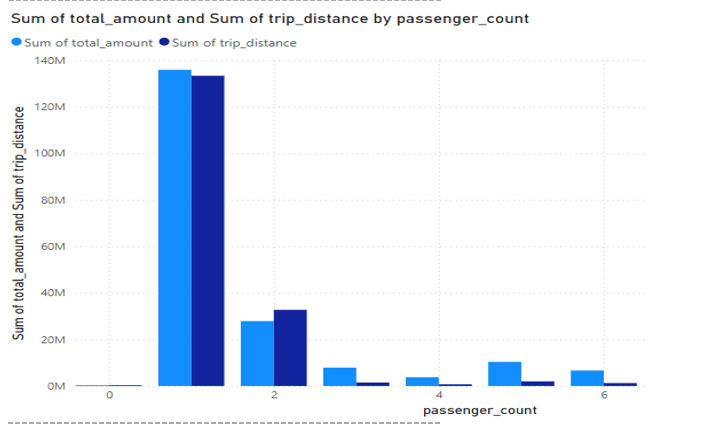 Sum of total_amount and Sum of trip_distance by passenger_count
Sum of total_amount Sum of trip_distance
140M
120M
100M
80M
60M
40M
20M
0M
Sum of total_amount and Sum of trip_distance
0 2 4 6
passenger_count